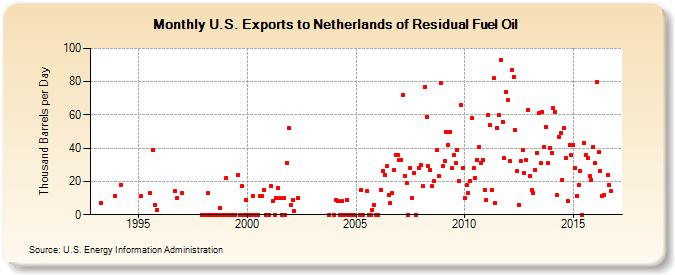 Monthly U.S. Exports to Netherlands of Residual Fuel Oil
Thousand Barrels per Day
100
80
60
40
20
0
1995 2000 2005 2010 2015
Source: U.S. Energy Information Administration